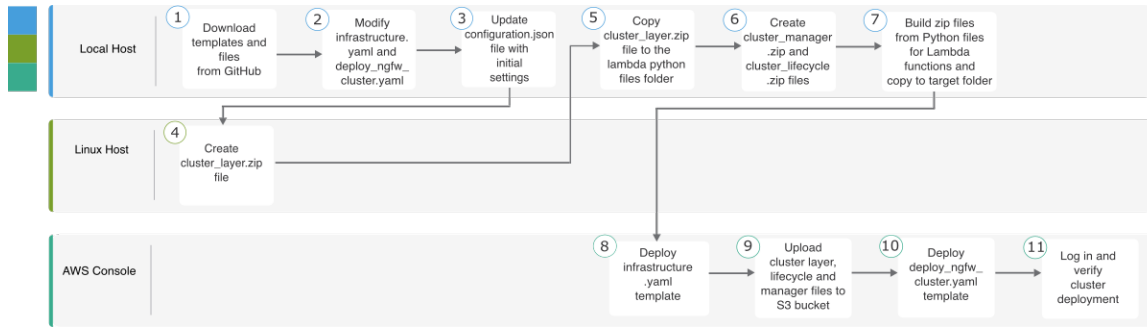 Local Host
1
Download
templates and
files
from GitHub
2
Modify
infrastructure.
yaml and
deploy_ngfw_
cluster.yaml
3
Update
configuration.json
file with
initial
settings
5
Copy
cluster_layer.zip
file to the
lambda python
files folder
6
Create
cluster_manager
.zip and
cluster_lifecycle
.zip files
7
Build zip files
from Python files
for Lambda
functions and
copy to target folder
Linux Host
4
Create
cluster_layer.zip
file
AWS Console
8
Deploy
infrastructure
.yaml
template
9
Upload
cluster layer,
lifecycle and
manager files to
S3 bucket
10
Deploy
deploy_ngfw_
cluster.yaml
template
11
Log in and
verify
cluster
deployment